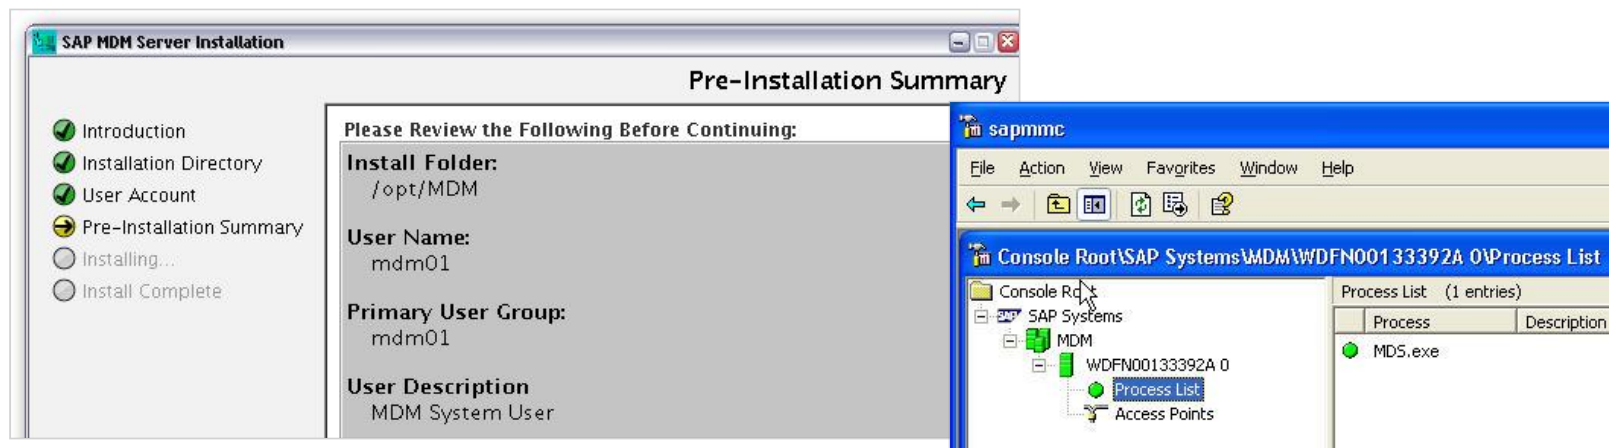 SAP MDM Server Installation
Pre-Installation Summary
Introduction
Installation Directory
User Account
Pre-Installation Summary
Installing...
Install Complete
Please Review the Following Before Continuing:
Install Folder:
/opt/MDM
User Name:
mdm01
Primary User Group:
mdm01
User Description
MDM System User
sapmmc
File Action View Favorites Window Help
Console Root\SAP Systems\MDM\WDFN00133392A 0\Process List
Console Root
SAP Systems
MDM
WDFN00133392A 0
Process List
Access Points
Process List (1 entries)
Process Description
MDS.exe